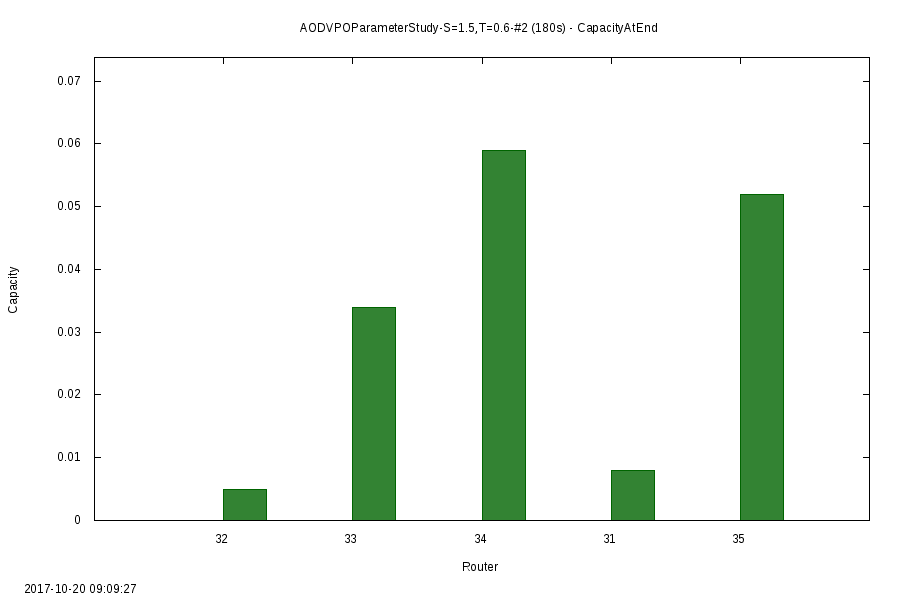 AODVPOParameterStudy-S=1.5,T=0.6-#2 (180s) - CapacityAtEnd
0.07
0.06
0.05
0.04
0.03
0.02
0.01
0
Capacity
32 33 34 31 35
Router
2017-10-20 09:09:27